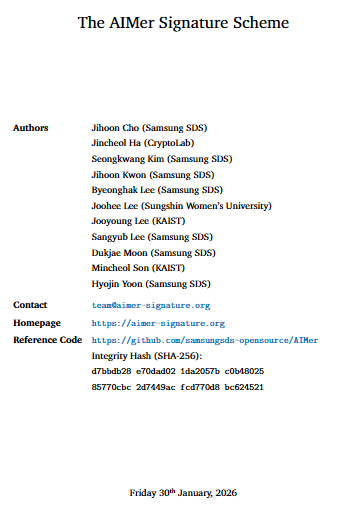 The AIMer Signature Scheme
Authors Jihoon Cho (Samsung SDS)
Jincheol Ha (CryptoLab)
Seongkwang Kim (Samsung SDS)
Jihoon Kwon (Samsung SDS)
Byeonghak Lee (Samsung SDS)
Joohee Lee (Sungshin Women's University)
Jooyoung Lee (KAIST)
Sangyub Lee (Samsung SDS)
Dukjae Moon (Samsung SDS)
Mincheol Son (KAIST)
Hyojin Yoon (Samsung SDS)
Contact team@aimer-signature.org
Homepage https://aimer-signature.org
Reference Code https://github.com/samsungsds-opensource/AIMer
Integrity Hash (SHA-256):
d7bbdb28 e70dad02 1da2057b c0b48025
85770cbc 2d7449ac fcd770d8 bc624521
Friday 30th January, 2026